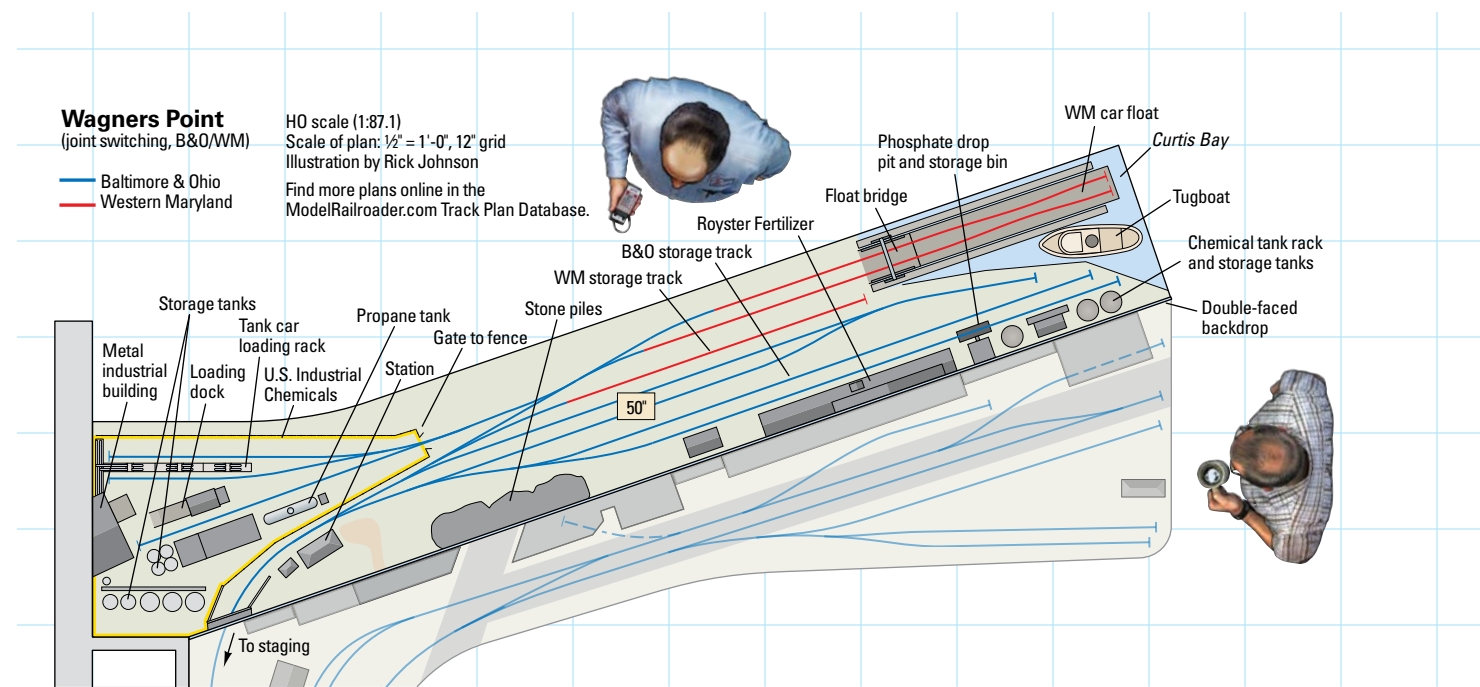 Wagners Point
(joint switching, B&O/WM)
Baltimore & Ohio
Western Maryland
HO scale (1:87.1)
Scale of plan: ½" = 1'-0", 12" grid
Illustration by Rick Johnson
Find more plans online in the
ModelRailroader.com Track Plan Database.
WM car float
Curtis Bay
Phosphate drop
pit and storage bin
Float bridge
Tugboat
Royster Fertilizer
B&O storage track
WM storage track
Chemical tank rack
and storage tanks
Double-faced
backdrop
Storage tanks
Tank car
loading rack
Propane tank
Stone piles
Gate to fence
Metal
industrial
building
Loading
dock
U.S. Industrial
Chemicals
Station
50"
To staging